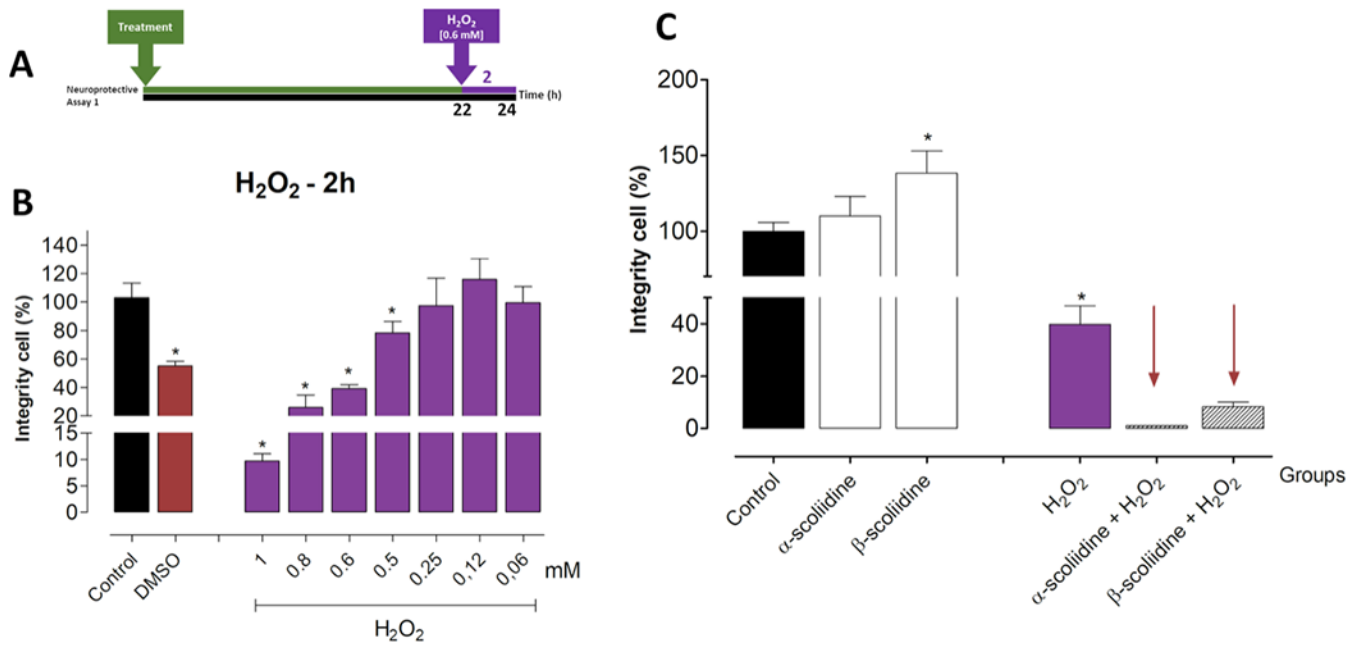 A
Treatment
H₂O₂
[0.6 mM]
2
Neuroprotective
Assay 1
Time (h)
22
24
B
H₂O₂ - 2h
Integrity cell (%)
140
120
100
80
60
40
20
15
10
5
0
*
*
*
*
*
Control
DMSO
1
0.8
0.6
0.5
0.25
0,12
0,06
mM
H₂O₂
C
Integrity cell (%)
200
150
100
40
20
0
*
*
Control
α-scoliidine
β-scoliidine
H₂O₂
α-scoliidine + H₂O₂
β-scoliidine + H₂O₂
Groups